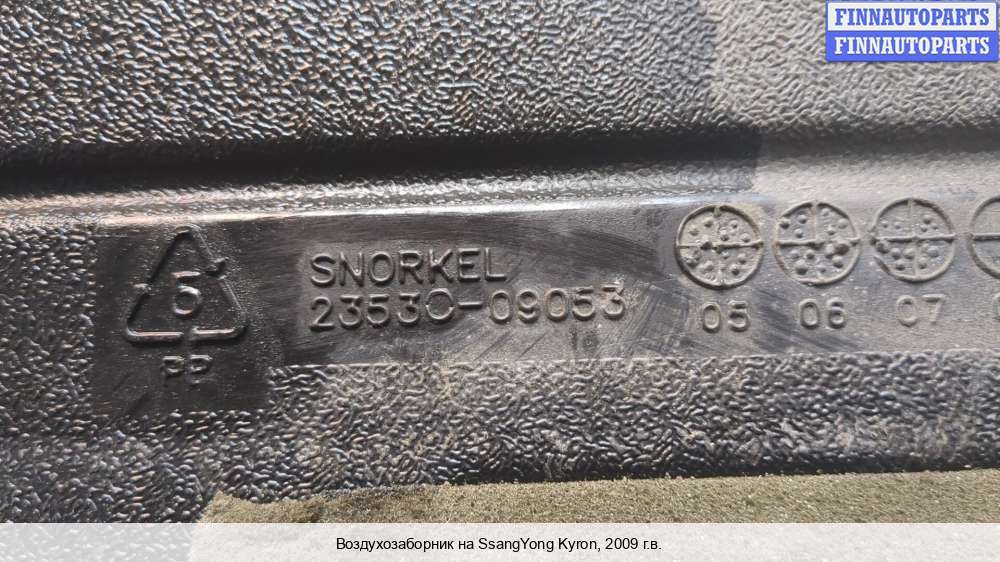 FINNAUTOPARTS
FINNAUTOPARTS
SNORKEL
23530-09053
5
PP
05 06 07
Воздухозаборник на SsangYong Kyron, 2009 г.в.